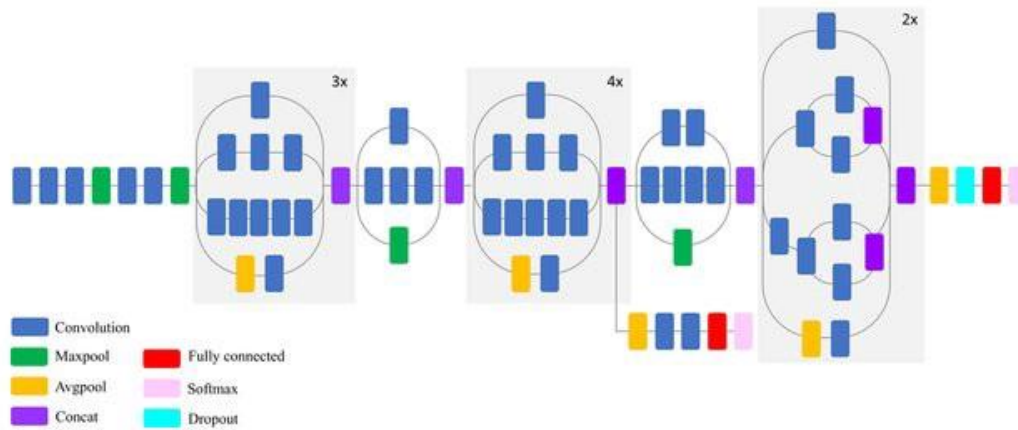 3x
4x
2x
Convolution
Maxpool
Avgpool
Concat
Fully connected
Softmax
Dropout